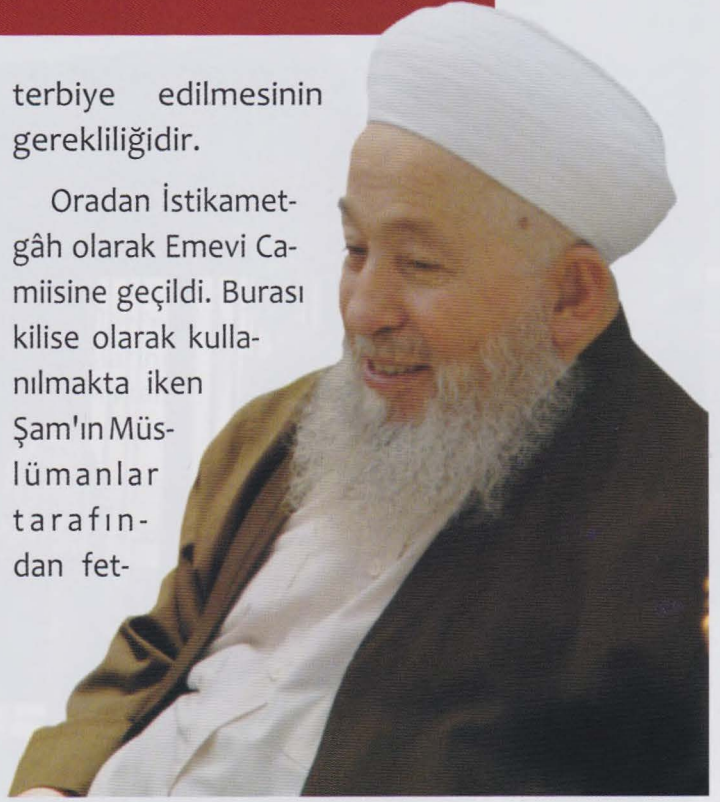 terbiye edilmesinin
gerekliliğidir.
Oradan İstikamet-
gâh olarak Emevi Ca-
miisine geçildi. Burası
kilise olarak kulla-
nılmakta iken
Şam'ın Müs-
lümanlar
tarafın-
dan fet-